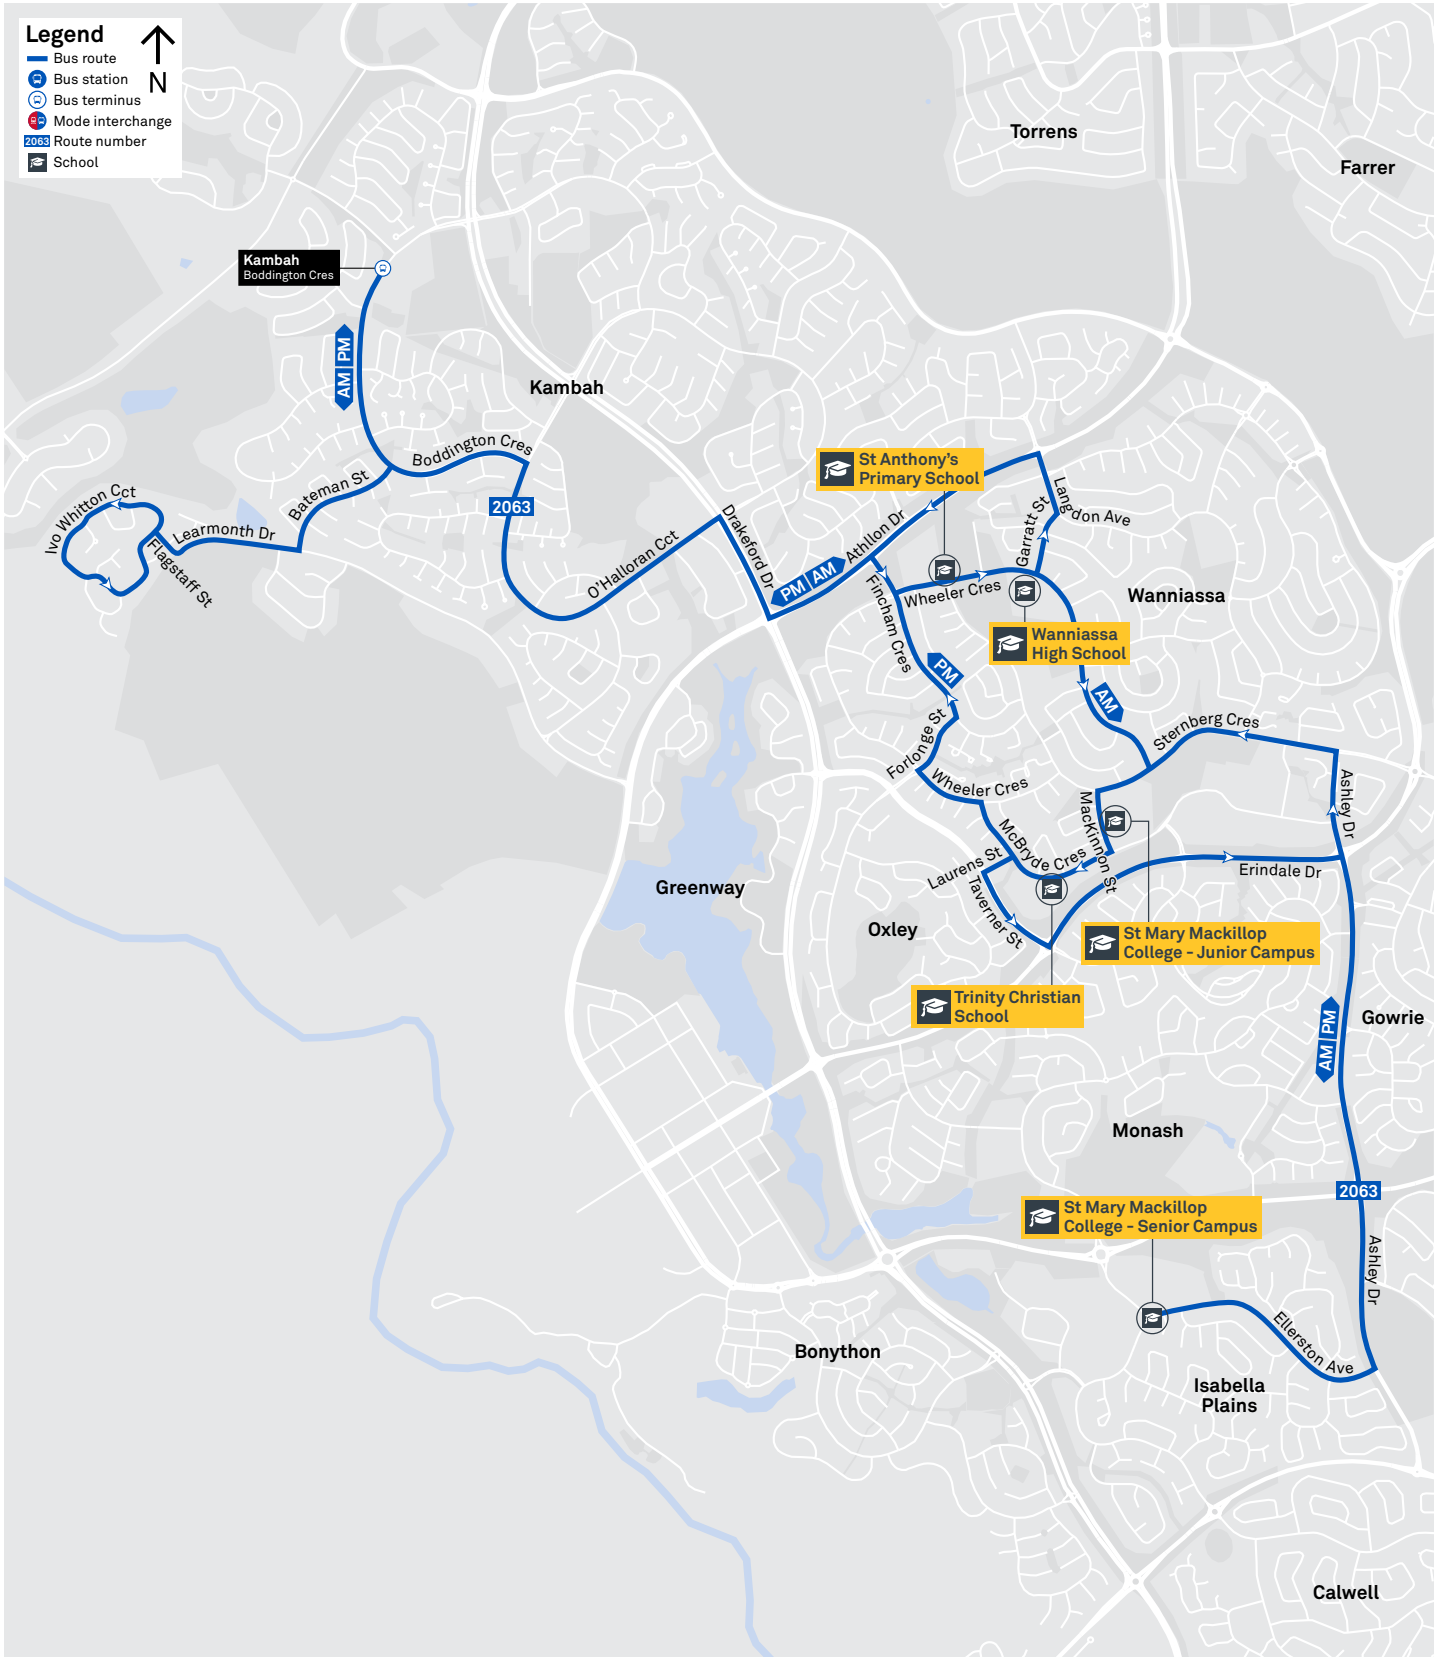 Legend
N
Bus route
Bus station
Bus terminus
Mode interchange
2063 Route number
School
Torrens
Farrer
Kambah
Boddington Cres
AM | PM
Kambah
Boddington Cres
Bateman St
2063
Ivo Whitton Cct
Learmonth Dr
Flagstaff St
O'Halloran Cct
Drakeford Dr
PM | AM
Athllon Dr
St Anthony's
Primary School
Langdon Ave
Garratt St
Wheeler Cres
Fincham Cres
Wanniassa
Wanniassa
High School
PM
AM
Forlonge St
Sternberg Cres
Wheeler Cres
MacKinnon St
Ashley Dr
McBryde Cres
Laurens St
Taverner St
Erindale Dr
Greenway
Oxley
St Mary Mackillop
College - Junior Campus
Trinity Christian
School
Gowrie
AM | PM
Monash
2063
St Mary Mackillop
College - Senior Campus
Ashley Dr
Ellerston Ave
Bonython
Isabella
Plains
Calwell